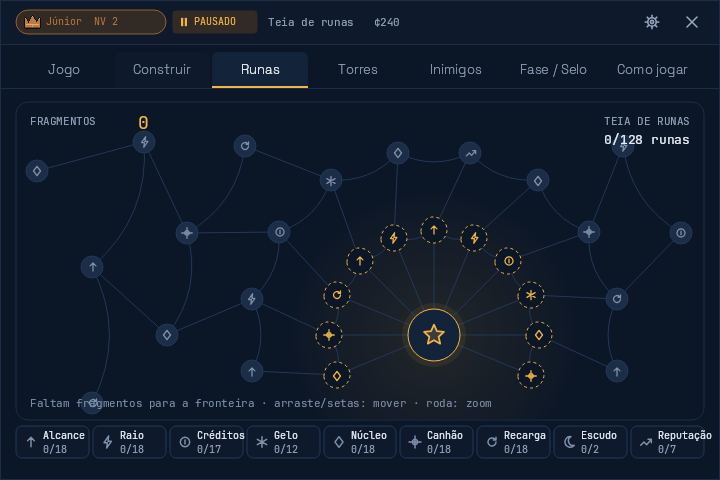 Júnior NV 2
PAUSADO
Teia de runas ¢240
Jogo
Construir
Runas
Torres
Inimigos
Fase / Selo
Como jogar
FRAGMENTOS 0
TEIA DE RUNAS
0/128 runas
Faltam fragmentos para a fronteira · arraste/setas: mover · roda: zoom
Alcance
0/18
Raio
0/18
Créditos
0/17
Gelo
0/12
Núcleo
0/18
Canhão
0/18
Recarga
0/18
Escudo
0/2
Reputação
0/7